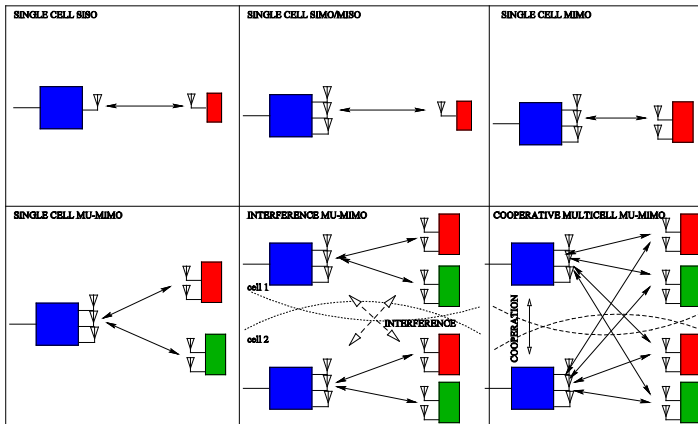 SINGLE CELL SISO
SINGLE CELL SIMO/MISO
SINGLE CELL MIMO
SINGLE CELL MU-MIMO
INTERFERENCE MU-MIMO
COOPERATIVE MULTICELL MU-MIMO
cell 1
INTERFERENCE
cell 2
COOPERATION